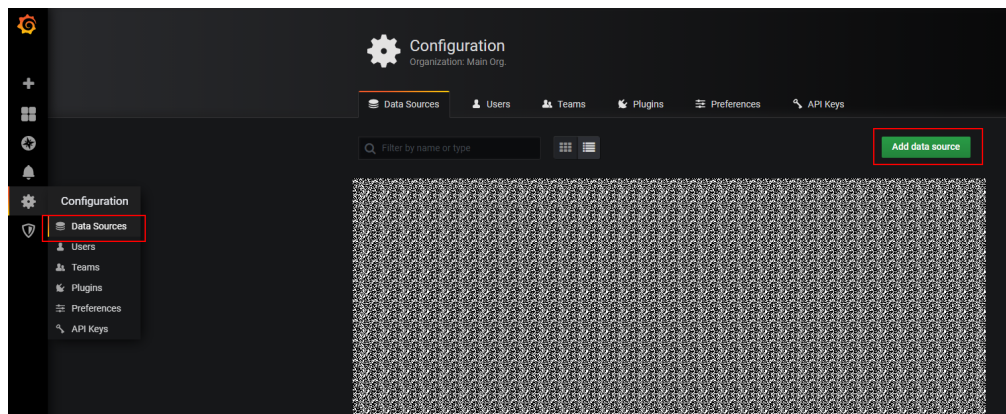 Configuration
Organization: Main Org.
Data Sources Users Teams Plugins Preferences API Keys
Filter by name or type
Add data source
Configuration
Data Sources
Users
Teams
Plugins
Preferences
API Keys